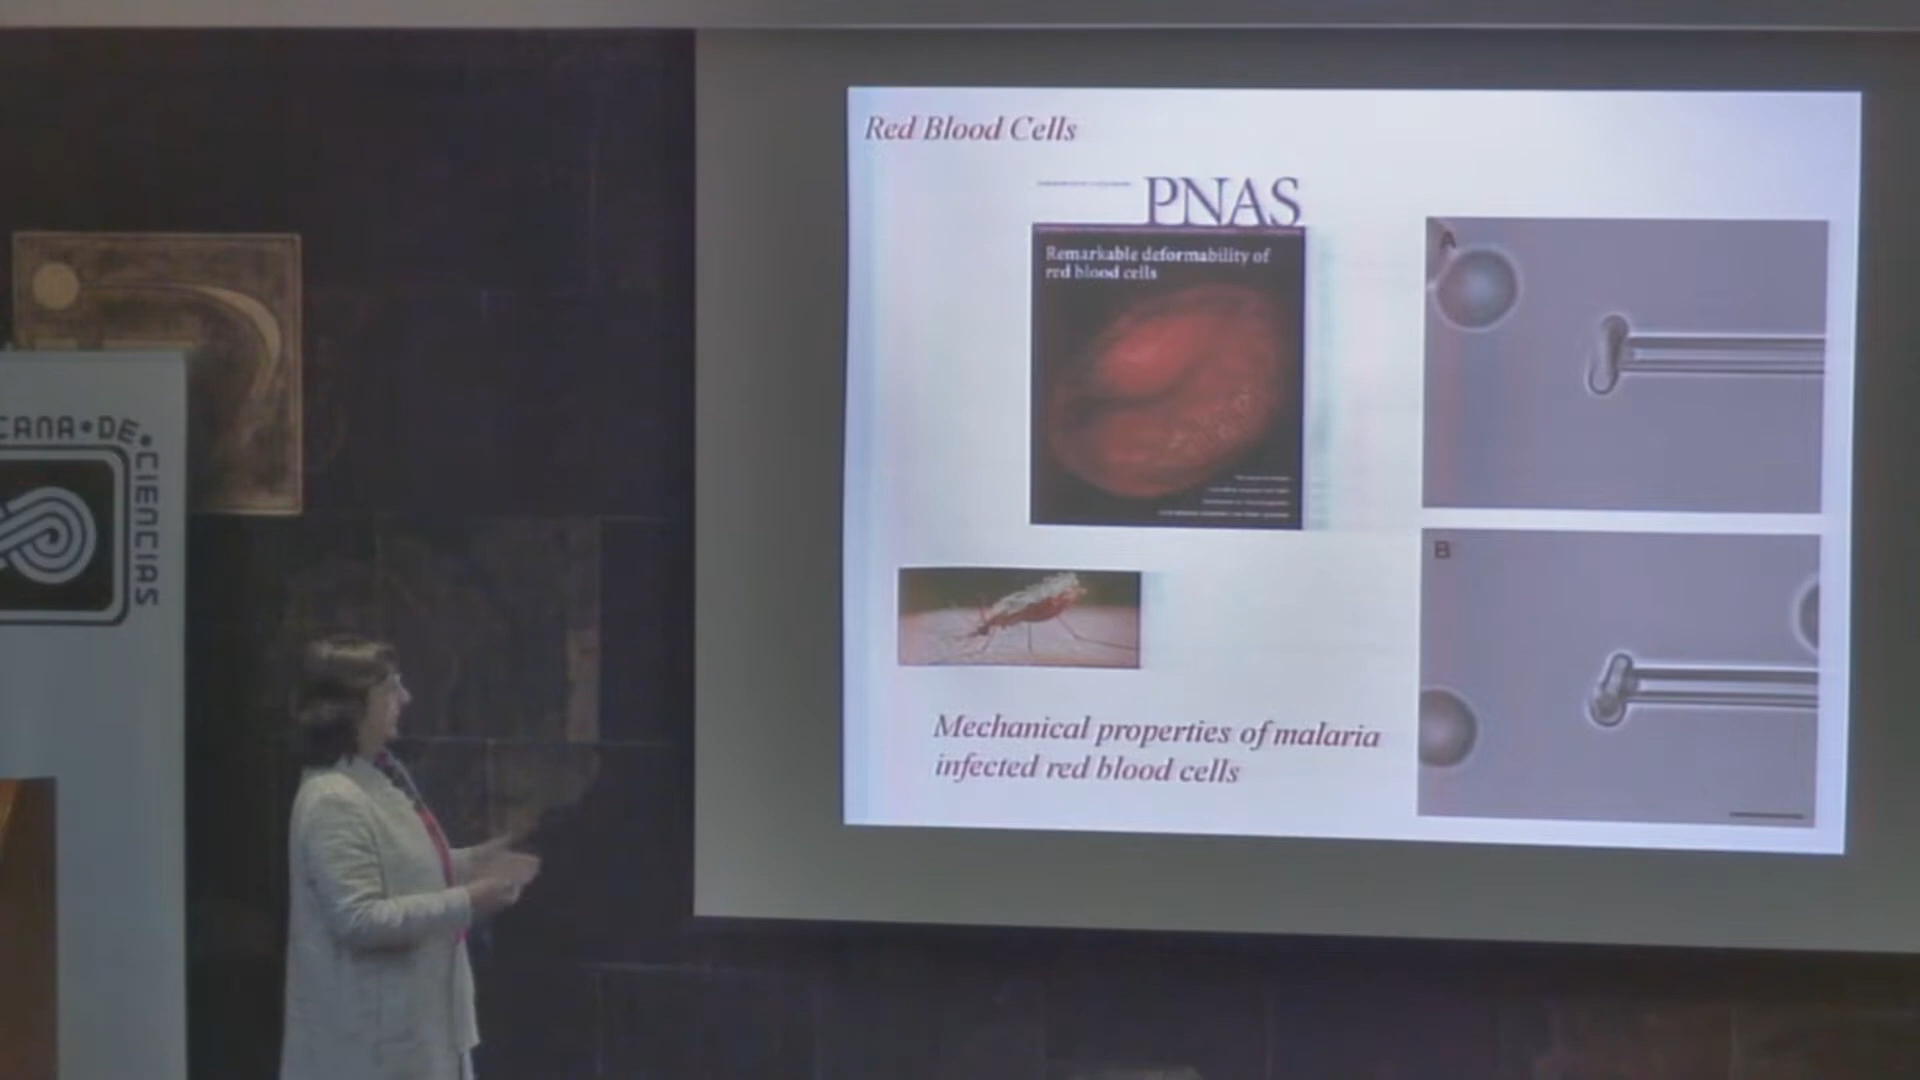 Red Blood Cells
PNAS
Remarkable deformability of
red blood cells
A
B
Mechanical properties of malaria
infected red blood cells
CANA•DE•CIENCIAS